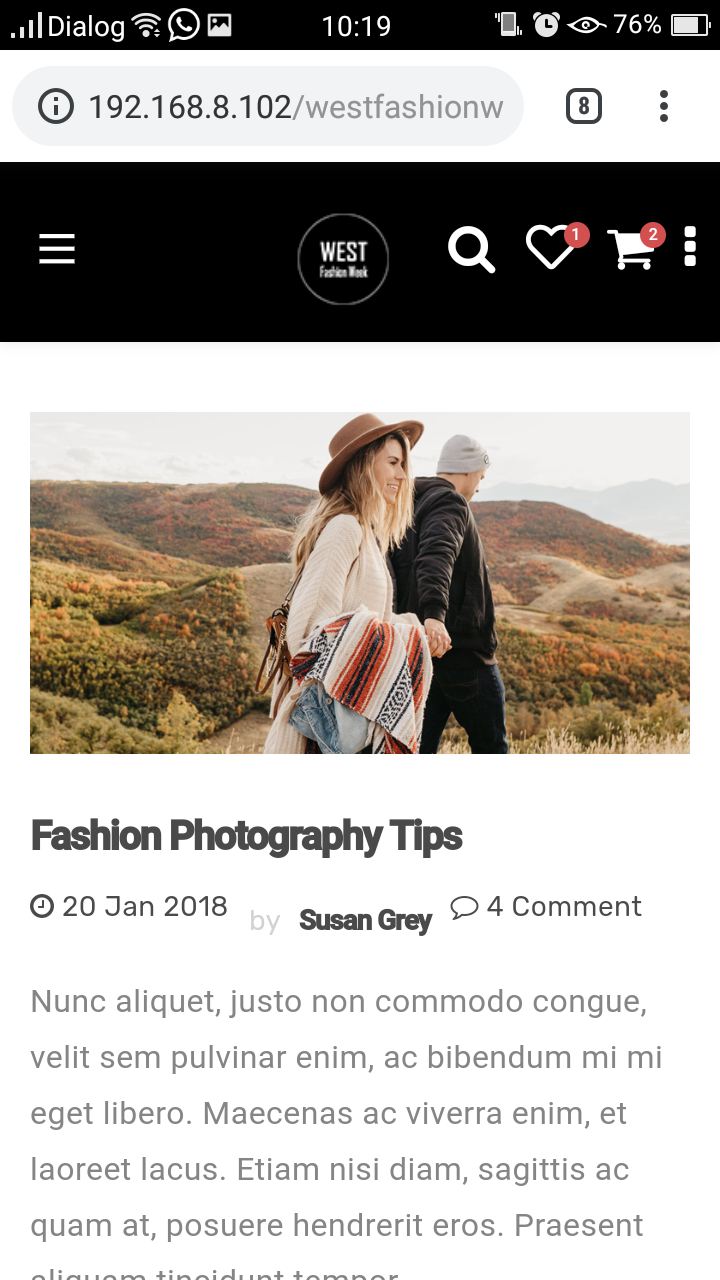 Dialog 10:19 76%
192.168.8.102/westfashionw 8
WEST
Fashion Week
1 2
Fashion Photography Tips
20 Jan 2018 by Susan Grey 4 Comment
Nunc aliquet, justo non commodo congue,
velit sem pulvinar enim, ac bibendum mi mi
eget libero. Maecenas ac viverra enim, et
laoreet lacus. Etiam nisi diam, sagittis ac
quam at, posuere hendrerit eros. Praesent
aliquam tincidunt tempor